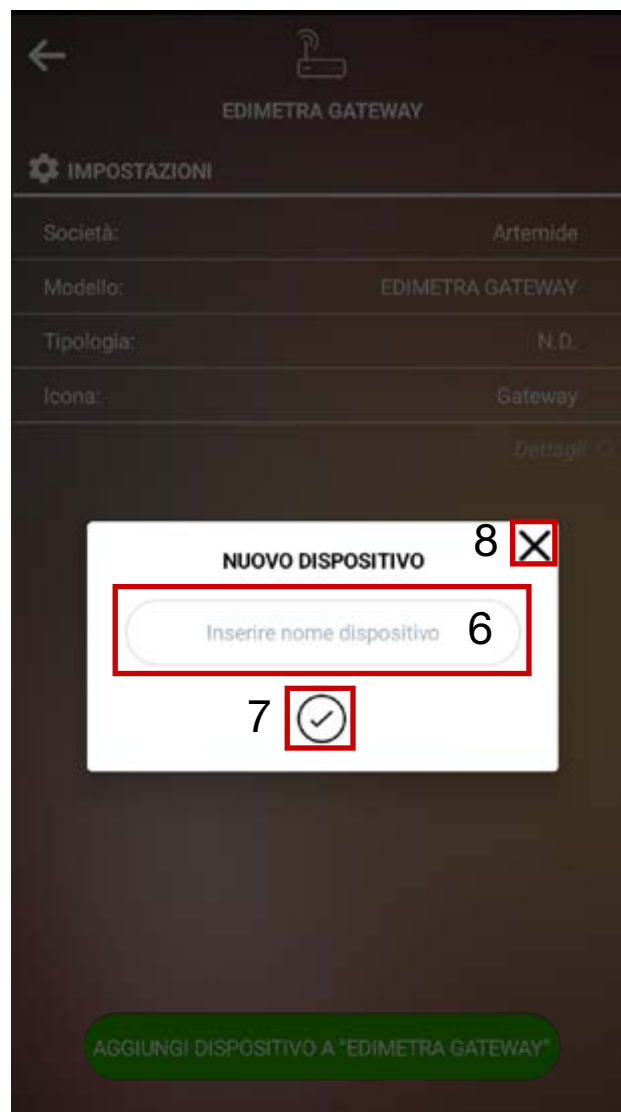 EDIMETRA GATEWAY
IMPOSTAZIONI
Società: Artemide
Modello: EDIMETRA GATEWAY
Tipologia: N.D.
Icona: Gateway
Dettagli
8
NUOVO DISPOSITIVO
Inserire nome dispositivo 6
7
AGGIUNGI DISPOSITIVO A "EDIMETRA GATEWAY"